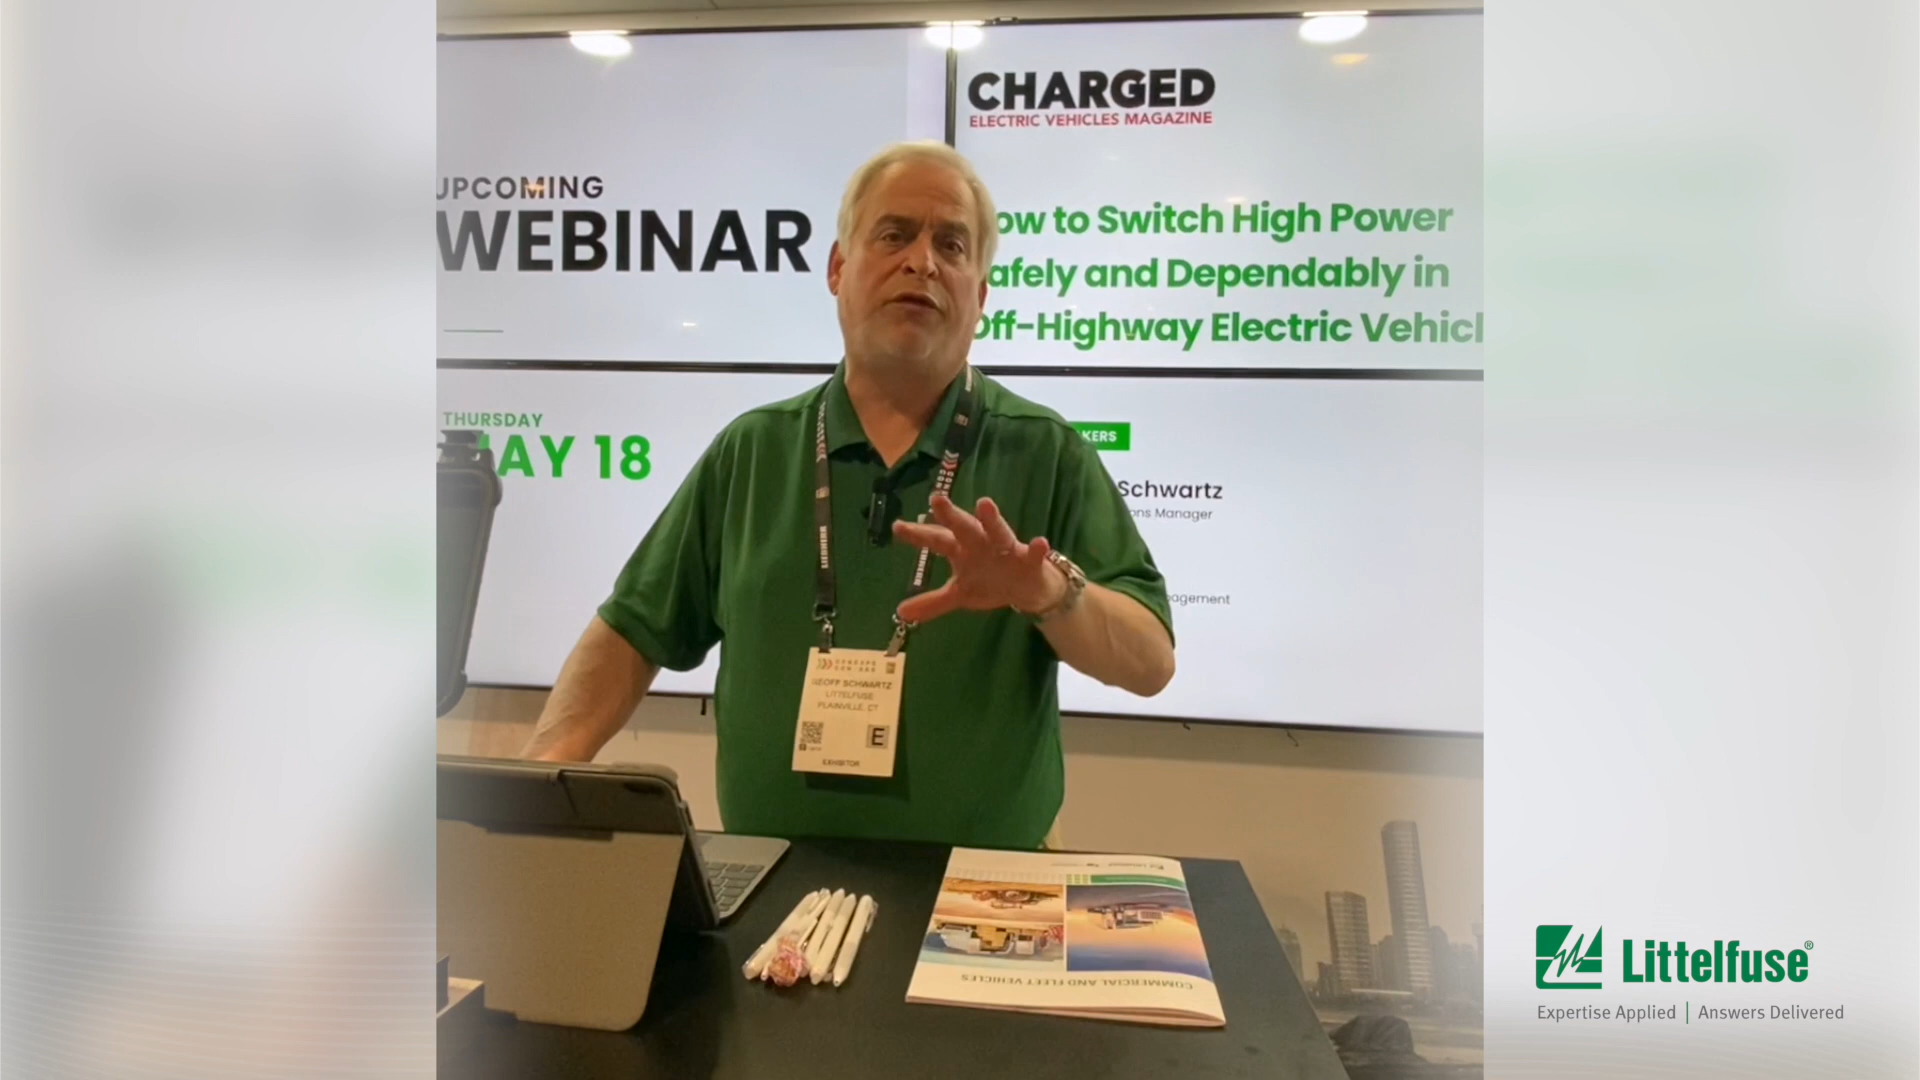 CHARGED
ELECTRIC VEHICLES MAGAZINE
UPCOMING
WEBINAR
ow to Switch High Power
afely and Dependably in
Off-Highway Electric Vehicl
THURSDAY
AY 18
KERS
Schwartz
ons Manager
agement
GEOFF SCHWARTZ
LITTELFUSE
PLAINVILLE, CT
E
EXHIBITOR
COMMERCIAL AND FLEET VEHICLES
Littelfuse®
Expertise Applied | Answers Delivered